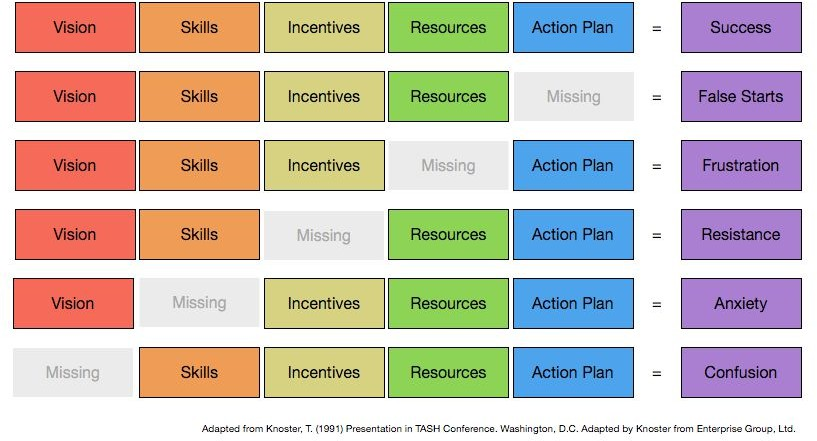 Vision Skills Incentives Resources Action Plan = Success
Vision Skills Incentives Resources Missing = False Starts
Vision Skills Incentives Missing Action Plan = Frustration
Vision Skills Missing Resources Action Plan = Resistance
Vision Missing Incentives Resources Action Plan = Anxiety
Missing Skills Incentives Resources Action Plan = Confusion
Adapted from Knoster, T. (1991) Presentation in TASH Conference. Washington, D.C. Adapted by Knoster from Enterprise Group, Ltd.